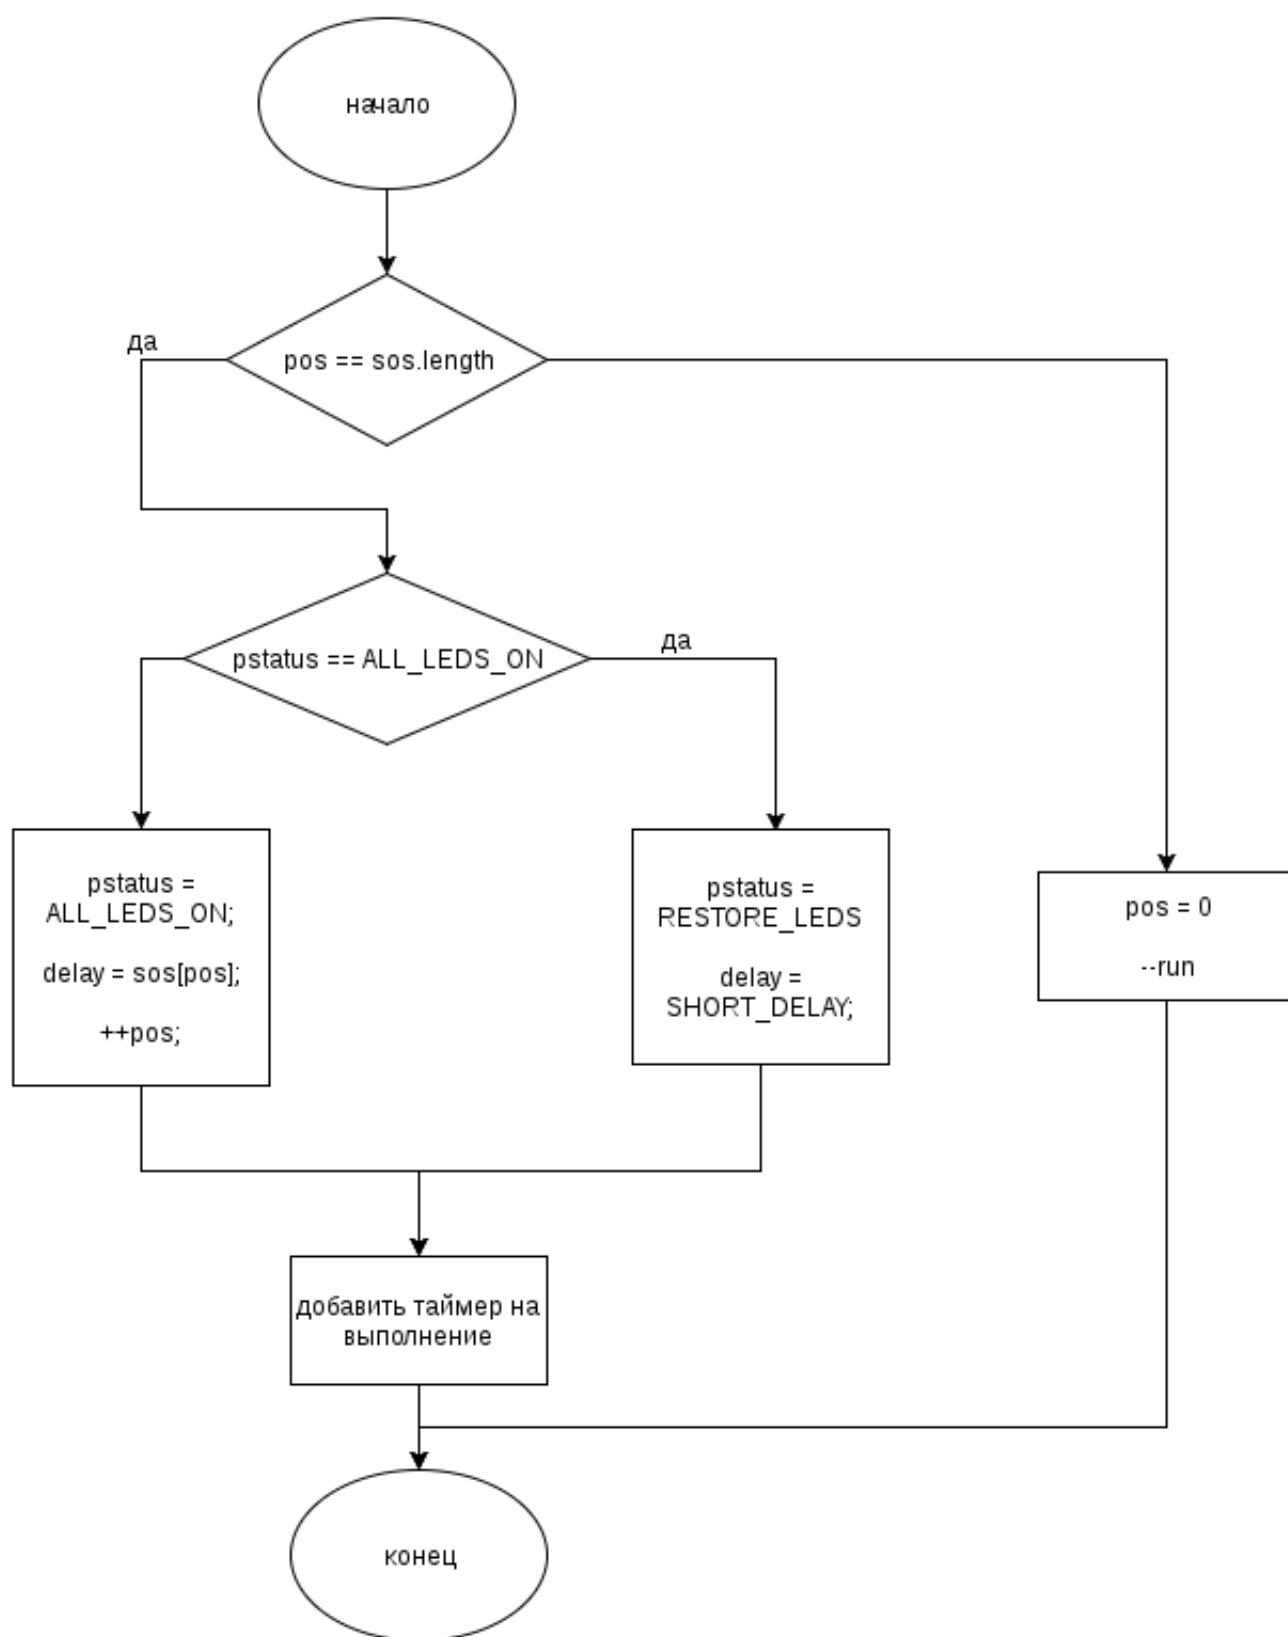 начало
да
pos == sos.length
да
pstatus == ALL_LEDS_ON
pstatus =
ALL_LEDS_ON;
delay = sos[pos];
++pos;
pstatus =
RESTORE_LEDS
delay =
SHORT_DELAY;
pos = 0
--run
добавить таймер на
выполнение
конец